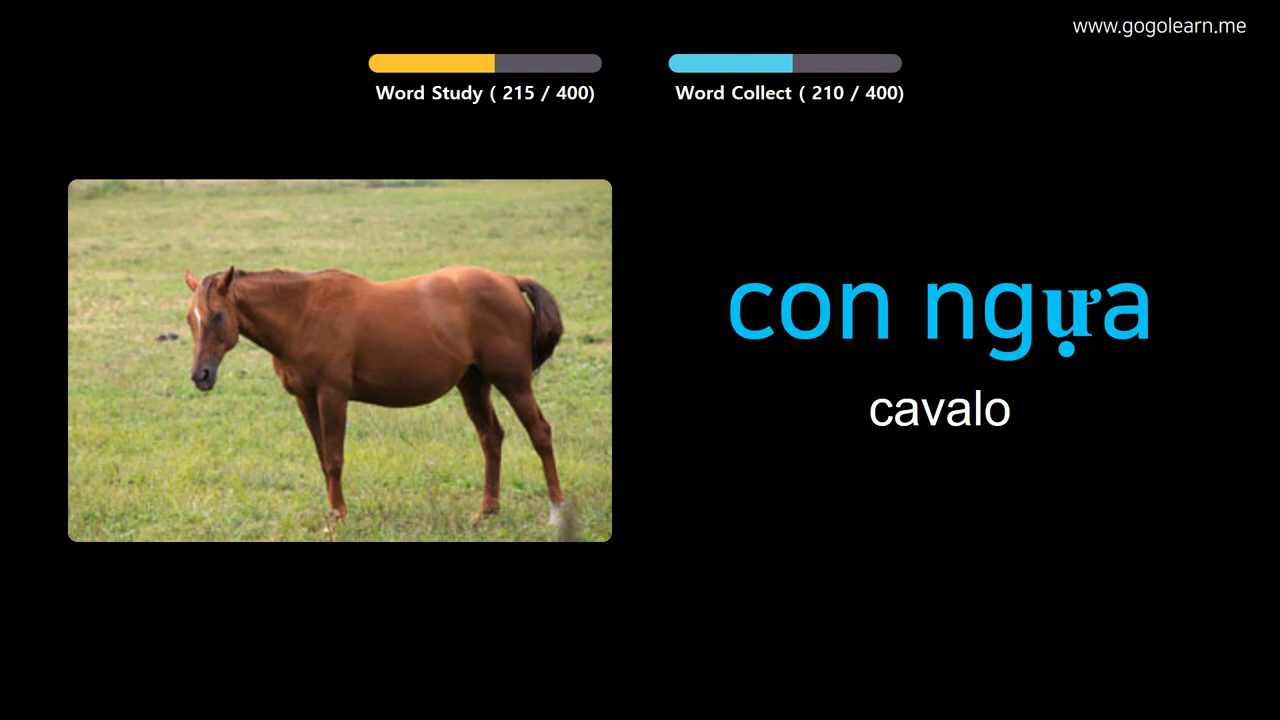 www.gogolearn.me
Word Study ( 215 / 400)
Word Collect ( 210 / 400)
con ngựa
cavalo